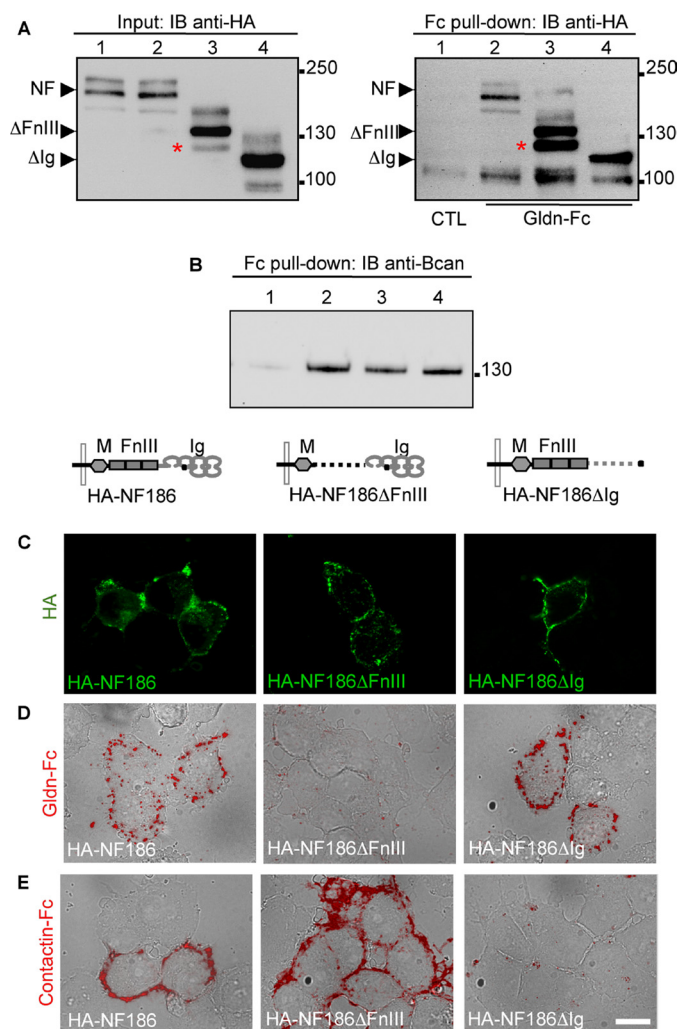 A
Input: IB anti-HA
Fc pull-down: IB anti-HA
1 2 3 4
1 2 3 4
250
250
NF
NF
ΔFnIII
130
ΔFnIII
130
*
*
ΔIg
100
ΔIg
100
CTL
Gldn-Fc
B
Fc pull-down: IB anti-Bcan
1 2 3 4
130
M FnIII Ig
M Ig
M FnIII
HA-NF186
HA-NF186ΔFnIII
HA-NF186ΔIg
C
HA
HA-NF186
HA-NF186ΔFnIII
HA-NF186ΔIg
D
Gldn-Fc
HA-NF186
HA-NF186ΔFnIII
HA-NF186ΔIg
E
Contactin-Fc
HA-NF186
HA-NF186ΔFnIII
HA-NF186ΔIg